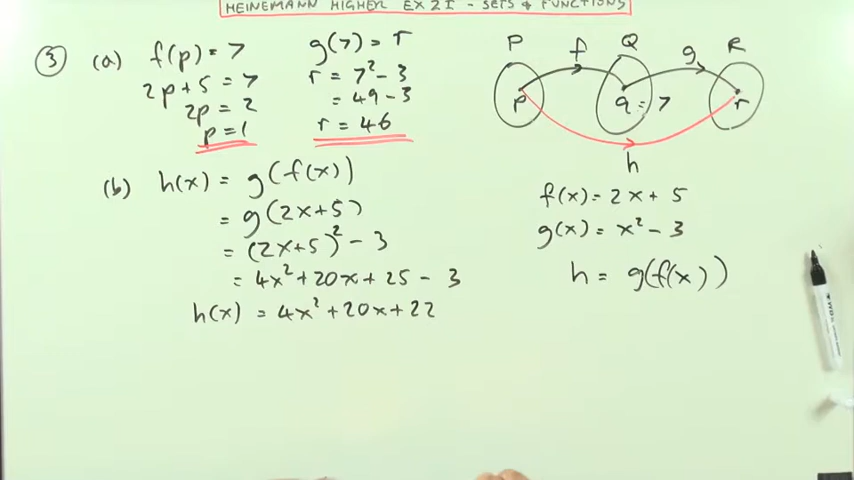 HEINEMANN HIGHER EX 2I - SETS & FUNCTIONS
③ (a) f(p) = 7
2p + 5 = 7
2p = 2
p = 1
g(7) = r
r = 7² - 3
= 49 - 3
r = 46
P f Q g R
p q = 7 r
h
(b) h(x) = g(f(x))
= g(2x+5)
= (2x+5)² - 3
= 4x² + 20x + 25 - 3
h(x) = 4x² + 20x + 22
f(x) = 2x + 5
g(x) = x² - 3
h = g(f(x))